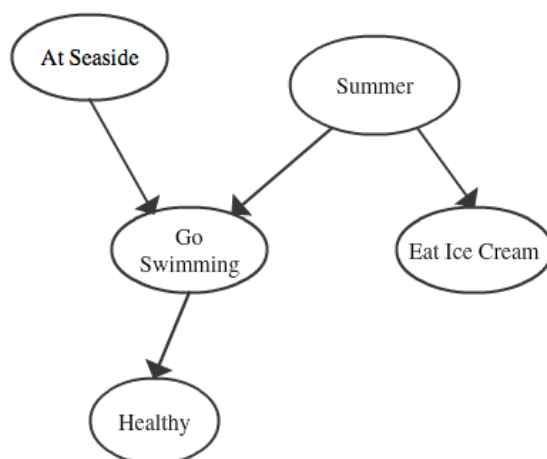 At Seaside
Summer
Go
Swimming
Eat Ice Cream
Healthy